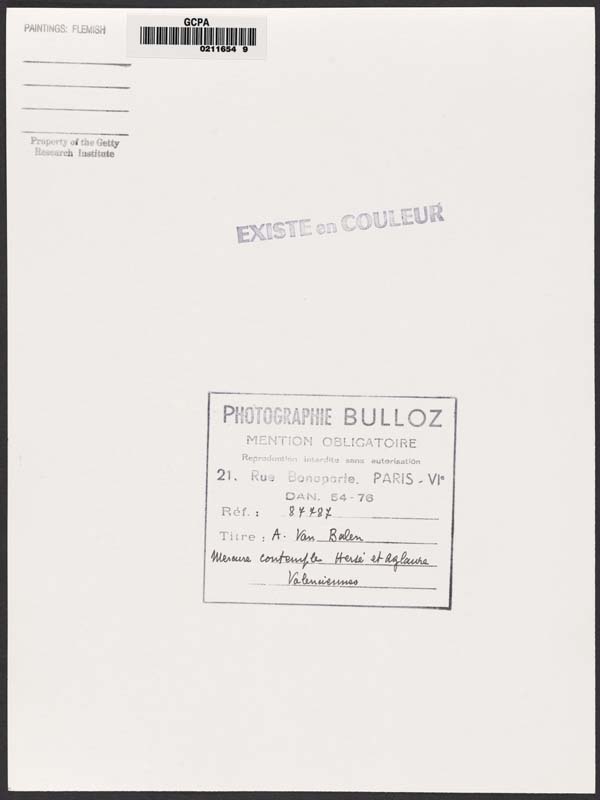 PAINTINGS: FLEMISH
GCPA
0211654 9
Property of the Getty
Research Institute
EXISTE en COULEUR
PHOTOGRAPHIE BULLOZ
MENTION OBLIGATOIRE
Reproduction interdite sans autorisation
21, Rue Bonaparte, PARIS - VIe
DAN. 54-76
Réf. :
Titre : A. Van Balen
Mercure contemple Hersé et Aglaure
Valenciennes